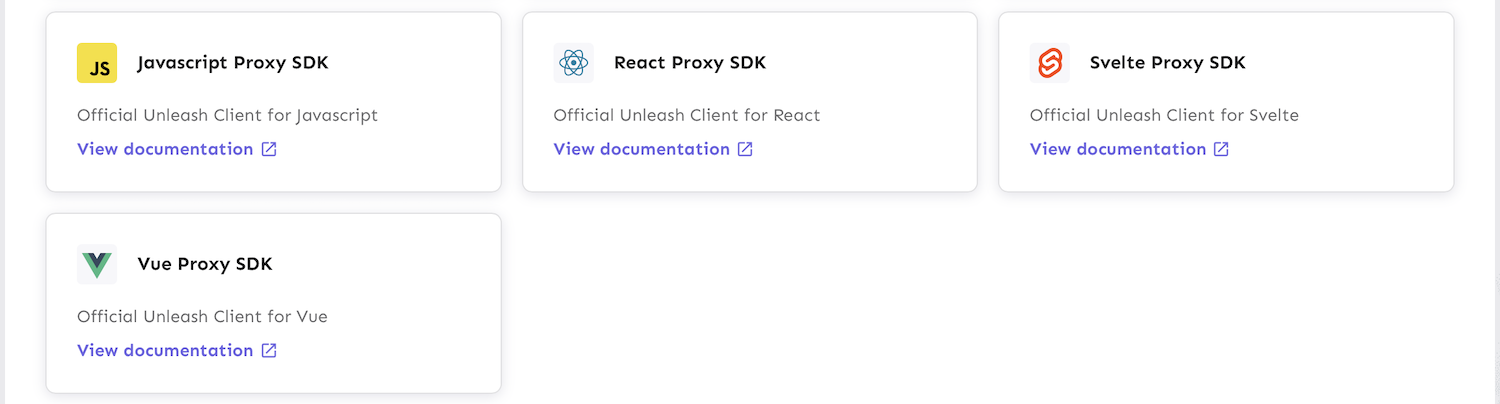 JS Javascript Proxy SDK
Official Unleash Client for Javascript
View documentation
React Proxy SDK
Official Unleash Client for React
View documentation
Svelte Proxy SDK
Official Unleash Client for Svelte
View documentation
Vue Proxy SDK
Official Unleash Client for Vue
View documentation